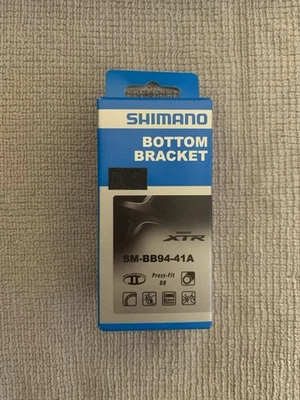 SHIMANO
BOTTOM
BRACKET
XTR
SM-BB94-41A
Press-Fit
BB